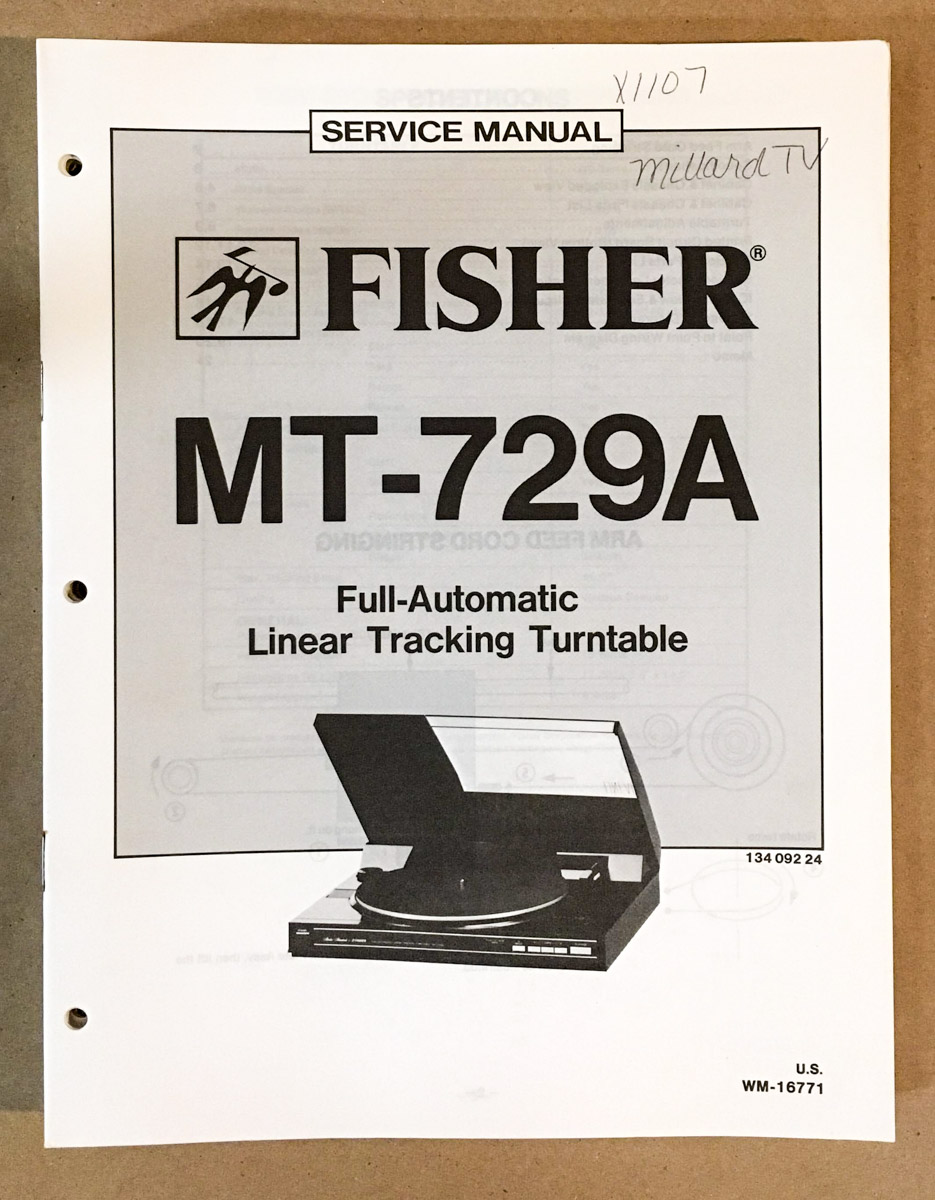 X1107
SERVICE MANUAL
Millard TV
FISHER®
MT-729A
Full-Automatic
Linear Tracking Turntable
134 092 24
U.S.
WM-16771